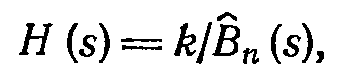 H (s) = k/B̂ₙ (s),